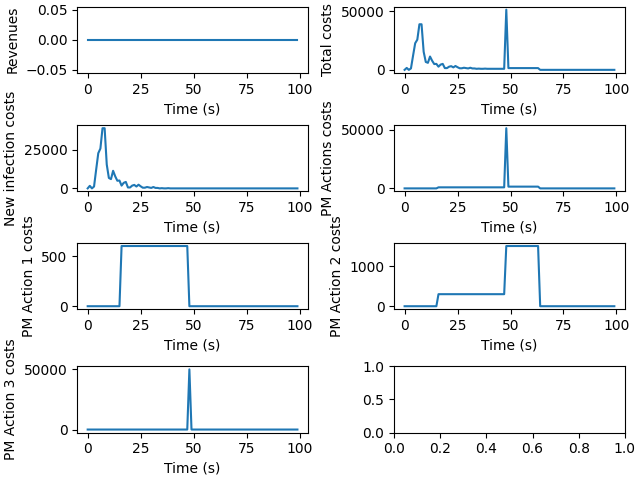 Revenues
0.05
0.00
−0.05
0 25 50 75 100
Time (s)
Total costs
50000
0
0 25 50 75 100
Time (s)
New infection costs
25000
0
0 25 50 75 100
Time (s)
PM Actions costs
50000
0
0 25 50 75 100
Time (s)
PM Action 1 costs
500
0
0 25 50 75 100
Time (s)
PM Action 2 costs
1000
0
0 25 50 75 100
Time (s)
PM Action 3 costs
50000
0
0 25 50 75 100
Time (s)
1.0
0.5
0.0
0.0 0.2 0.4 0.6 0.8 1.0